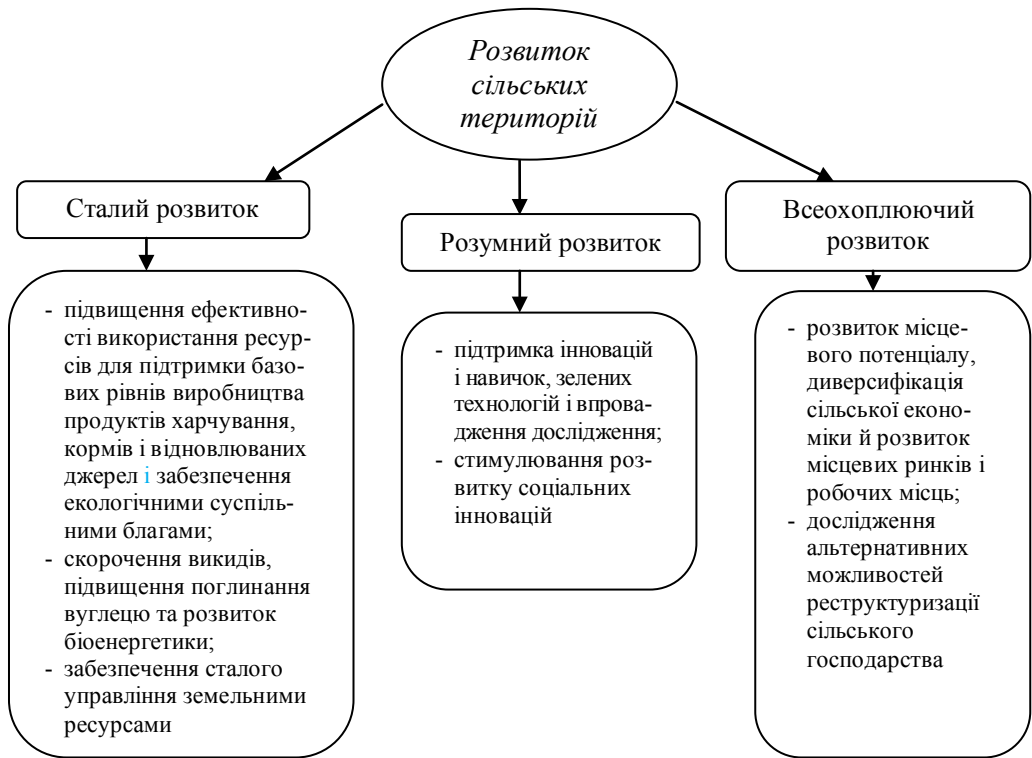 Розвиток
сільських
територій
Сталий розвиток
- підвищення ефективно-
сті використання ресур-
сів для підтримки базо-
вих рівнів виробництва
продуктів харчування,
кормів і відновлюваних
джерел і забезпечення
екологічними суспіль-
ними благами;
- скорочення викидів,
підвищення поглинання
вуглецю та розвиток
біоенергетики;
- забезпечення сталого
управління земельними
ресурсами
Розумний розвиток
- підтримка інновацій
і навичок, зелених
технологій і впрова-
дження дослідження;
- стимулювання роз-
витку соціальних
інновацій
Всеохоплюючий
розвиток
- розвиток місце-
вого потенціалу,
диверсифікація
сільської еконо-
міки й розвиток
місцевих ринків і
робочих місць;
- дослідження
альтернативних
можливостей
реструктуризації
сільського
господарства